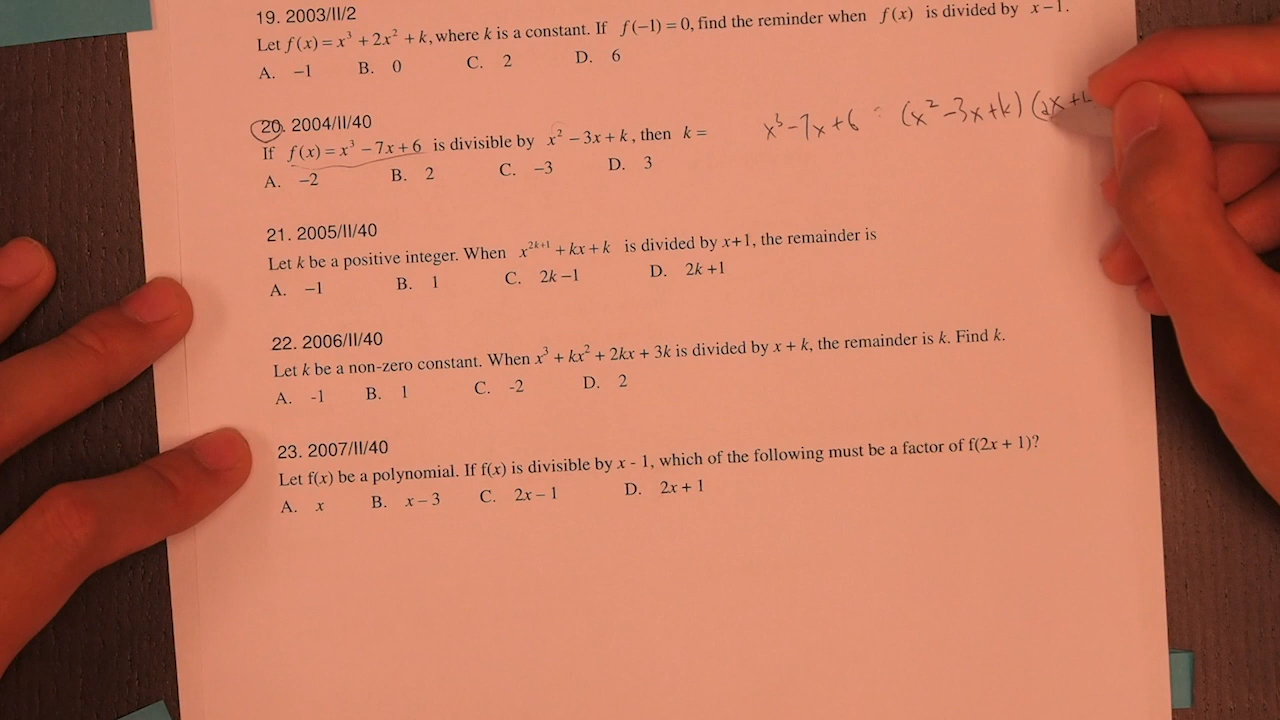 19. 2003/II/2
Let f(x) = x³ + 2x² + k, where k is a constant. If f(−1) = 0, find the reminder when f(x) is divided by x − 1.
A. −1 B. 0 C. 2 D. 6
20. 2004/II/40
If f(x) = x³ − 7x + 6 is divisible by x² − 3x + k, then k =
x³ − 7x + 6 = (x² − 3x + k)(ax +
A. −2 B. 2 C. −3 D. 3
21. 2005/II/40
Let k be a positive integer. When x²ᵏ⁺¹ + kx + k is divided by x+1, the remainder is
A. −1 B. 1 C. 2k −1 D. 2k +1
22. 2006/II/40
Let k be a non-zero constant. When x³ + kx² + 2kx + 3k is divided by x + k, the remainder is k. Find k.
A. -1 B. 1 C. -2 D. 2
23. 2007/II/40
Let f(x) be a polynomial. If f(x) is divisible by x - 1, which of the following must be a factor of f(2x + 1)?
A. x B. x − 3 C. 2x − 1 D. 2x + 1